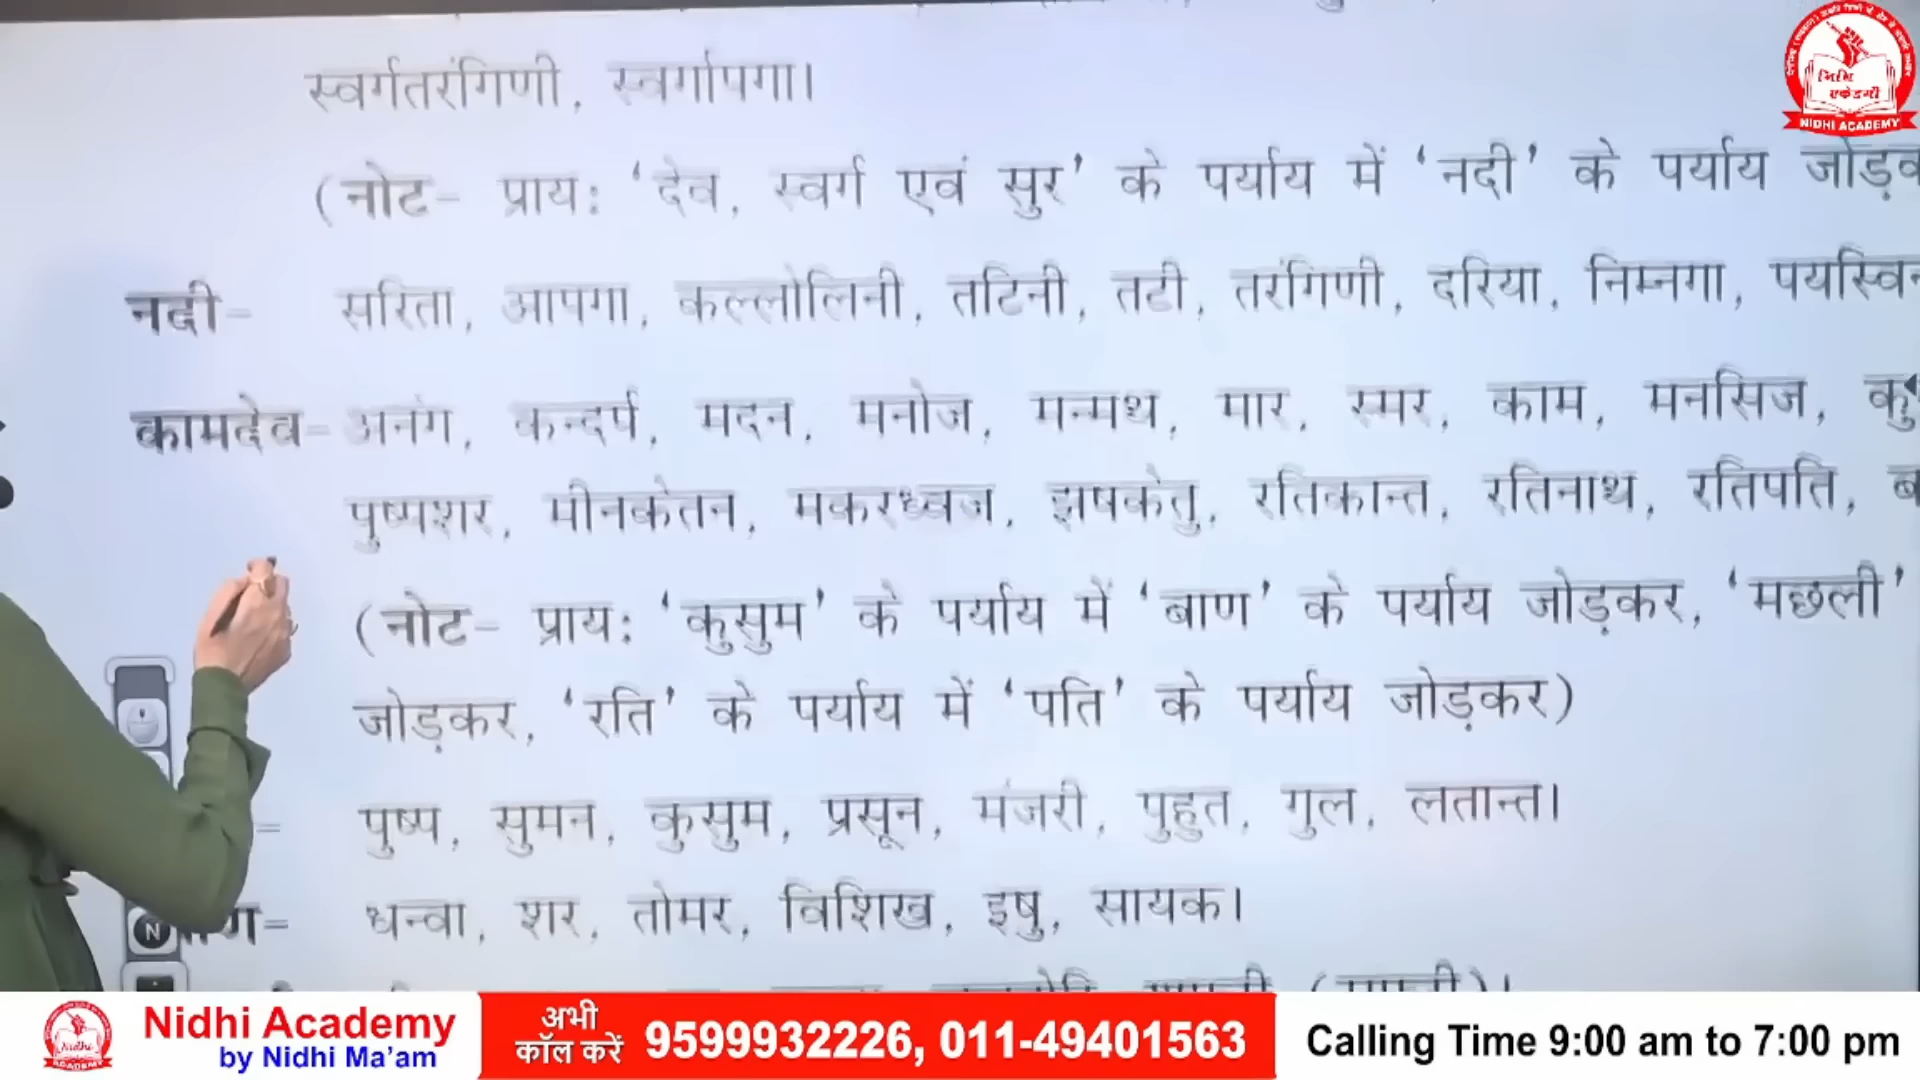 स्वर्गतरंगिणी, स्वर्गापगा।
(नोट- प्राय: 'देव, स्वर्ग एवं सुर' के पर्याय में 'नदी' के पर्याय
नदी- सरिता, आपगा, कल्लोलिनी, तटिनी, तटी, तरंगिणी, दरिया, निम्नगा,
कामदेव- अनंग, कन्दर्प, मदन, मनोज, मन्मथ, मार, स्मर, काम, मनसिज,
पुष्पशर, मीनकेतन, मकरध्वज, झषकेतु, रतिकान्त, रतिनाथ, रतिपति,
(नोट- प्राय: 'कुसुम' के पर्याय में 'बाण' के पर्याय जोड़कर, 'मछली'
जोड़कर, 'रति' के पर्याय में 'पति' के पर्याय जोड़कर)
- पुष्प, सुमन, कुसुम, प्रसून, मंजरी, पुहुत, गुल, लतान्त।
धन्वा, शर, तोमर, विशिख, इषु, सायक।
N
निधि
एकेडमी
NIDHI ACADEMY
Nidhi
ACADEMY
Nidhi Academy
by Nidhi Ma'am
अभी
कॉल करें
9599932226, 011-49401563
Calling Time 9:00 am to 7:00 pm